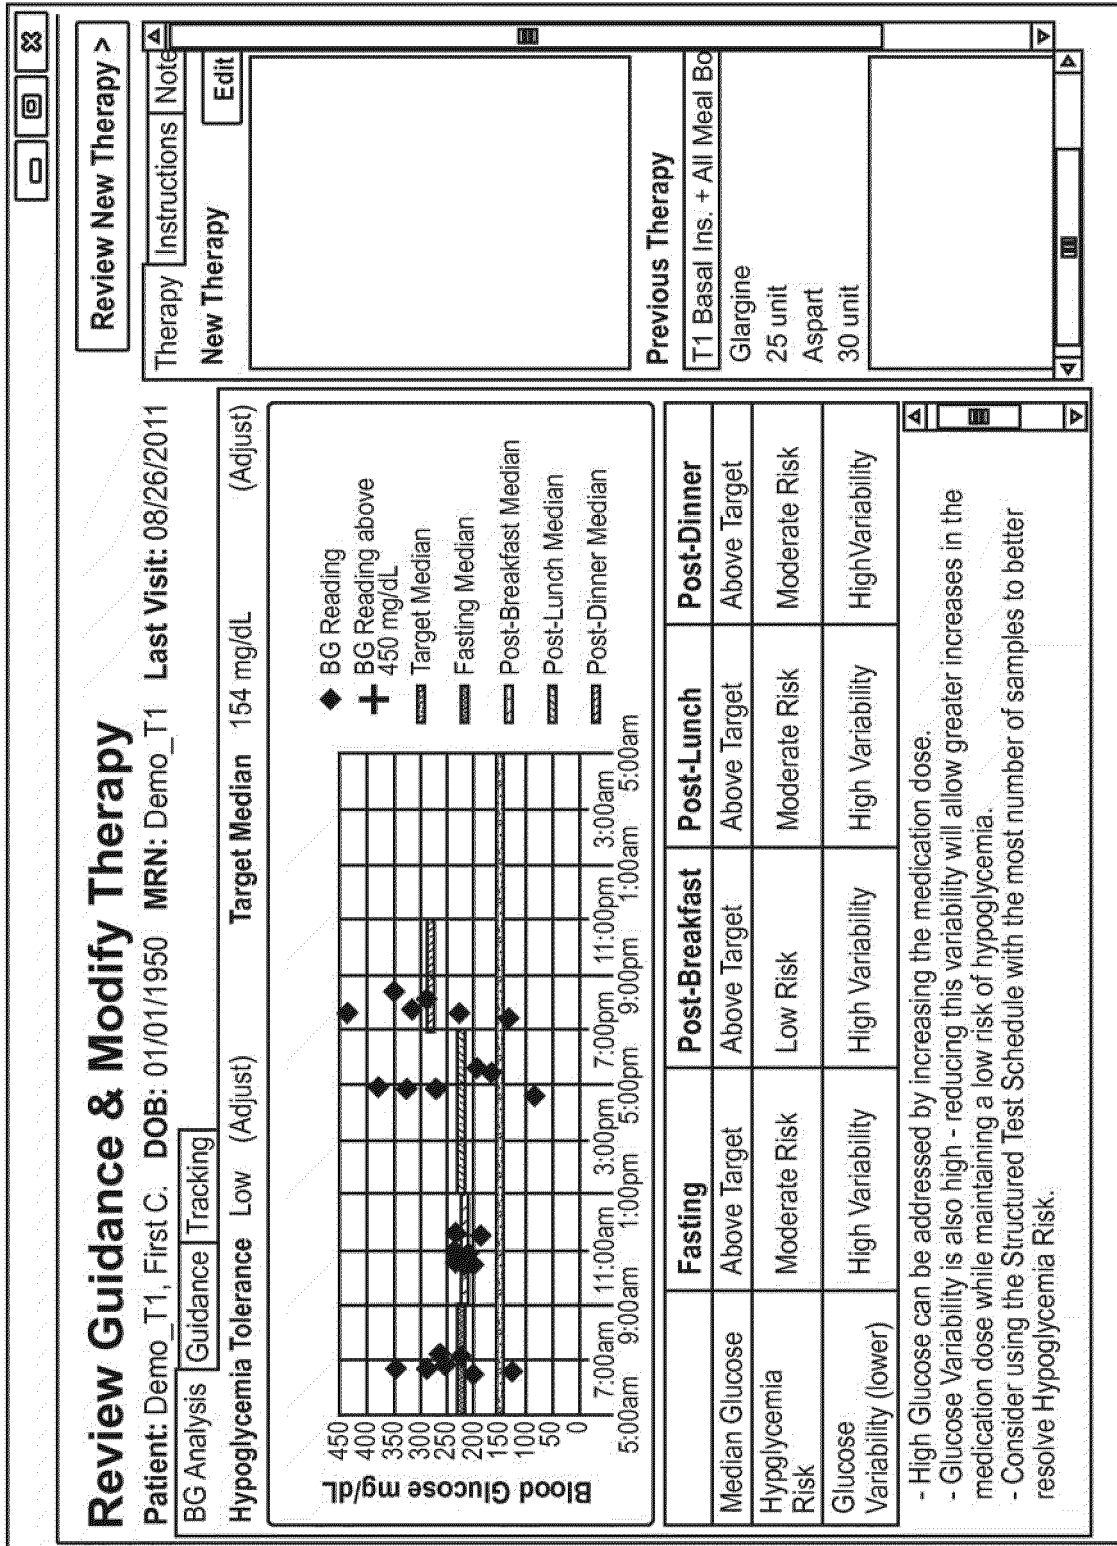 Review Guidance & Modify Therapy
Review New Therapy >
Patient: Demo_T1, First C. DOB: 01/01/1950 MRN: Demo_T1 Last Visit: 08/26/2011
BG Analysis Guidance Tracking
Hypoglycemia Tolerance Low (Adjust) Target Median 154 mg/dL (Adjust)
Blood Glucose mg/dL
450
400
350
300
250
200
150
100
50
0
5:00am 7:00am 9:00am 11:00am 1:00pm 3:00pm 5:00pm 7:00pm 9:00pm 11:00pm 1:00am 3:00am 5:00am
BG Reading
BG Reading above
450 mg/dL
Target Median
Fasting Median
Post-Breakfast Median
Post-Lunch Median
Post-Dinner Median
Fasting Post-Breakfast Post-Lunch Post-Dinner
Median Glucose Above Target Above Target Above Target Above Target
Hypglycemia
Risk Moderate Risk Low Risk Moderate Risk Moderate Risk
Glucose
Variability (lower) High Variability High Variability High Variability HighVariability
- High Glucose can be addressed by increasing the medication dose.
- Glucose Variability is also high - reducing this variability will allow greater increases in the
medication dose while maintaining a low risk of hypoglycemia.
- Consider using the Structured Test Schedule with the most number of samples to better
resolve Hypoglycemia Risk.
Therapy Instructions Note
New Therapy Edit
Previous Therapy
T1 Basal Ins. + All Meal Bo
Glargine
25 unit
Aspart
30 unit